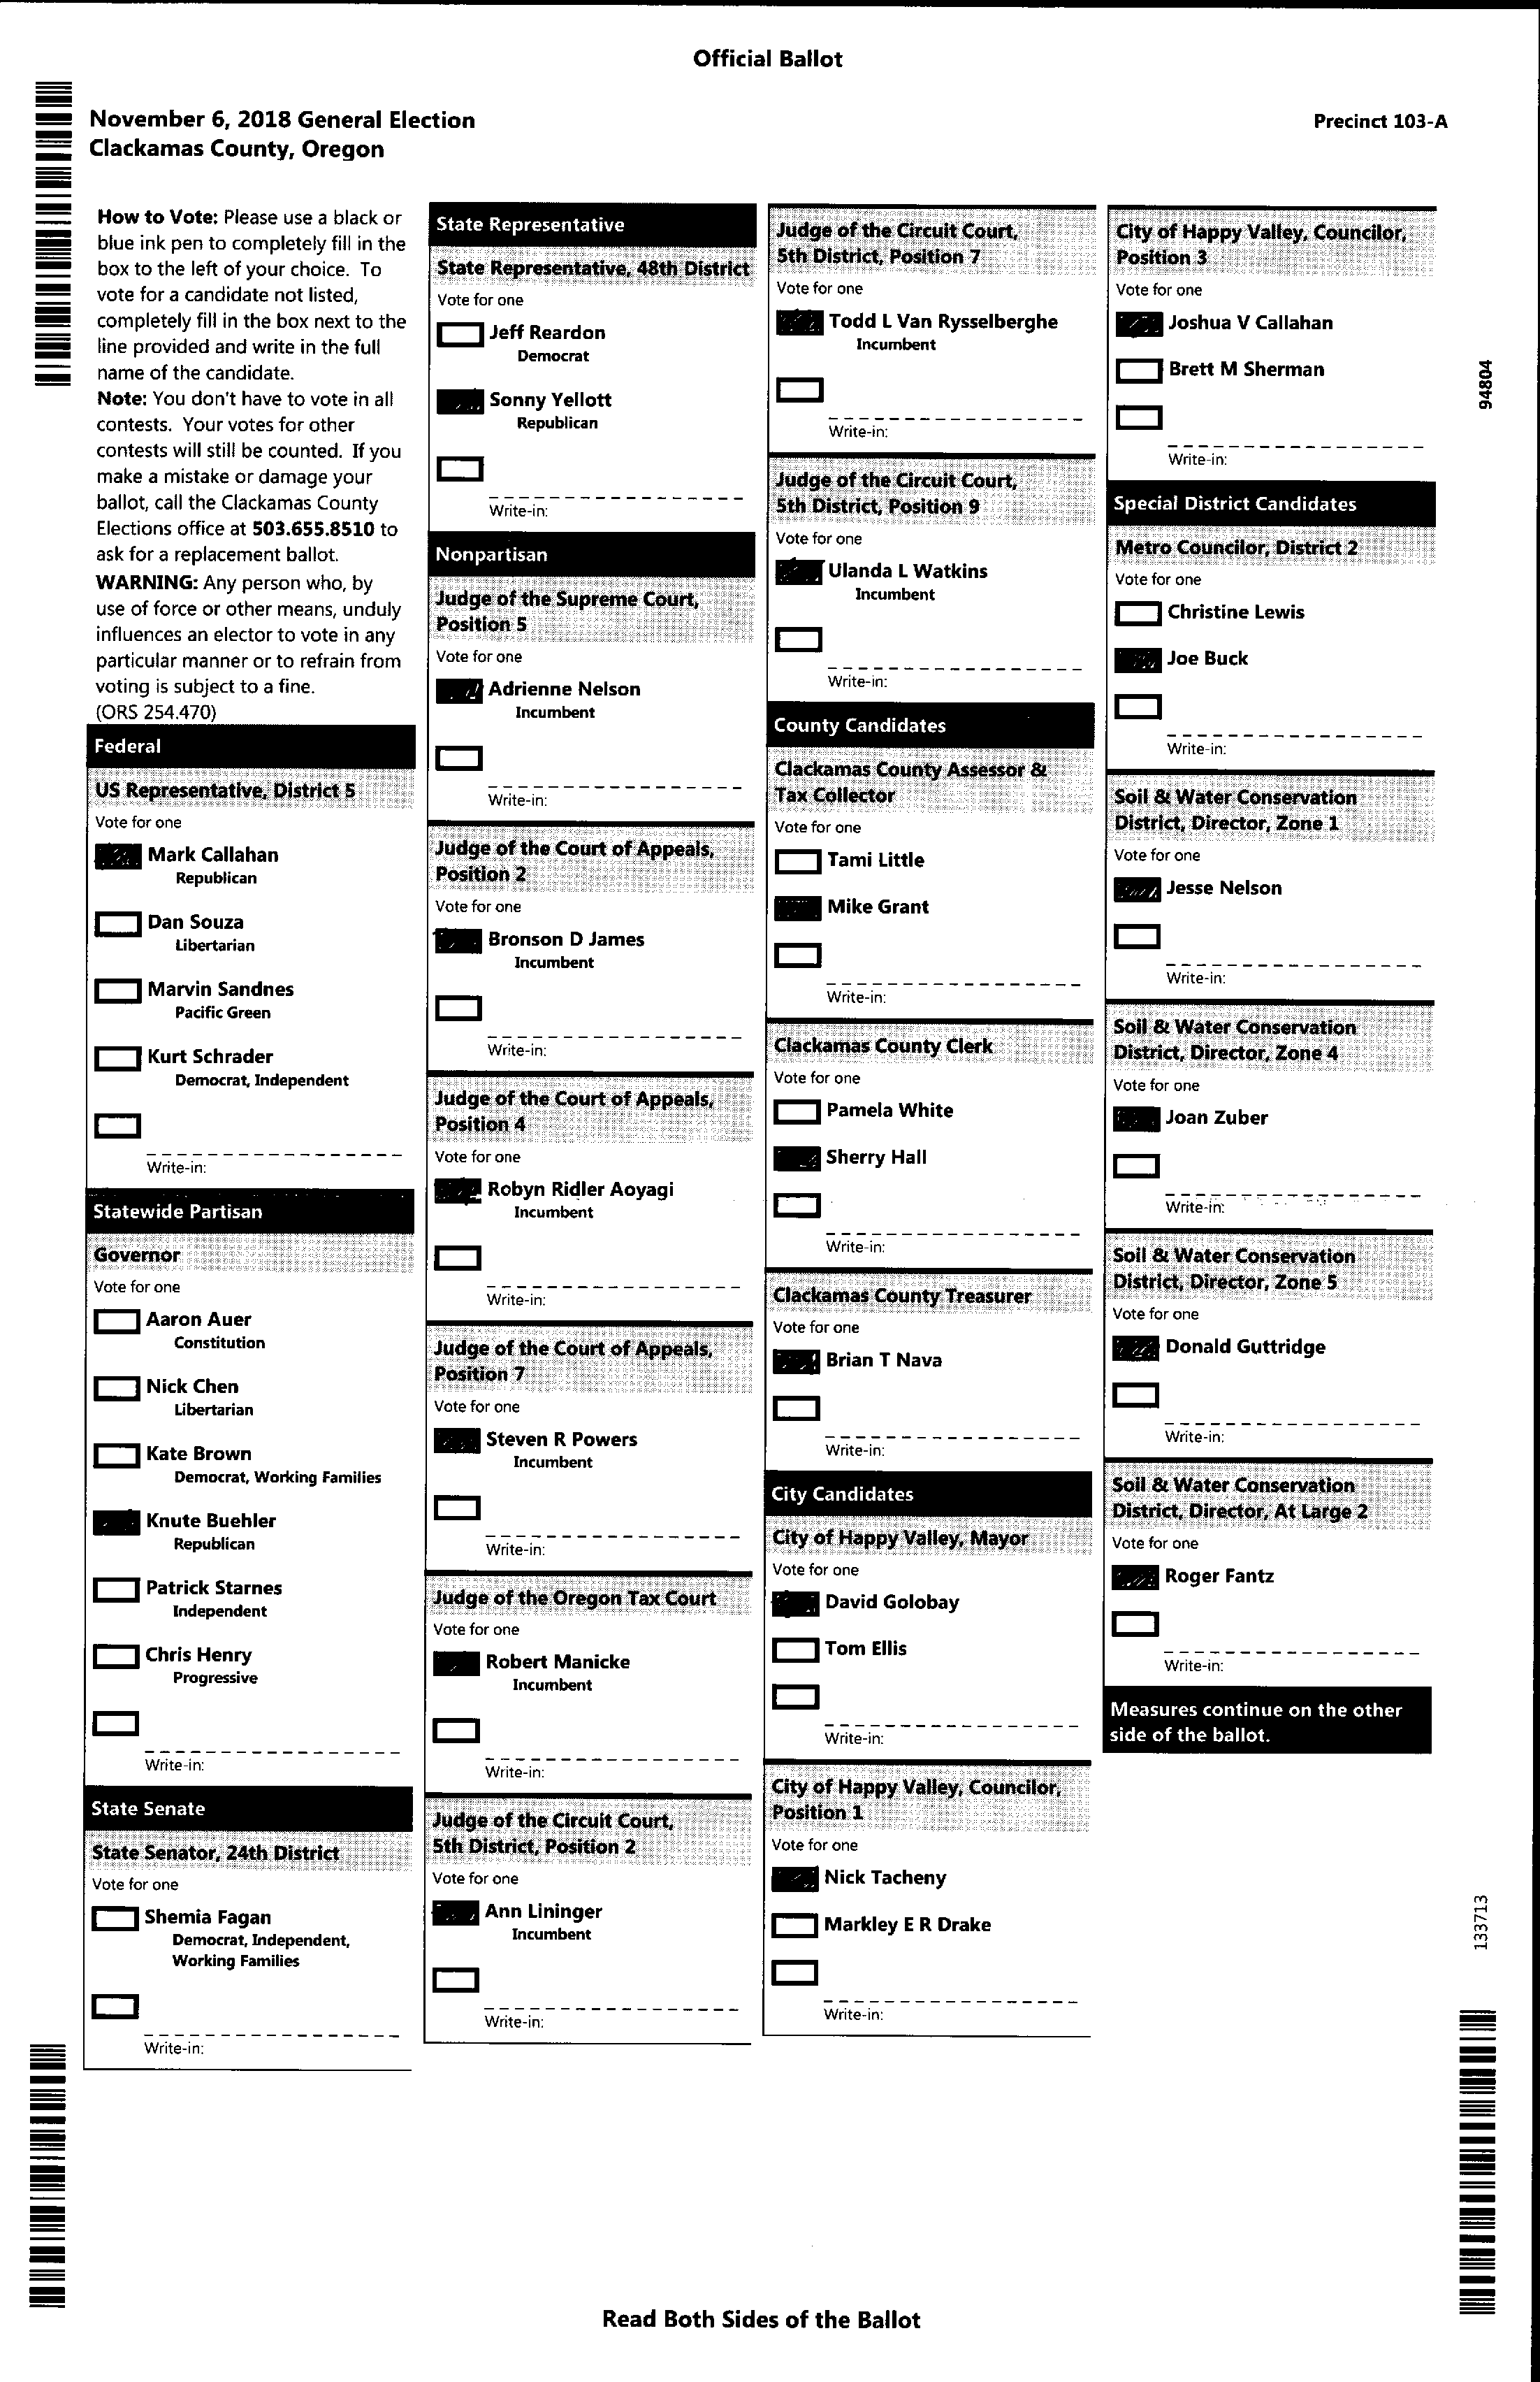 Official Ballot
November 6, 2018 General Election
Clackamas County, Oregon
Precinct 103-A
How to Vote: Please use a black or
blue ink pen to completely fill in the
box to the left of your choice. To
vote for a candidate not listed,
completely fill in the box next to the
line provided and write in the full
name of the candidate.
Note: You don't have to vote in all
contests. Your votes for other
contests will still be counted. If you
make a mistake or damage your
ballot, call the Clackamas County
Elections office at 503.655.8510 to
ask for a replacement ballot.
WARNING: Any person who, by
use of force or other means, unduly
influences an elector to vote in any
particular manner or to refrain from
voting is subject to a fine.
(ORS 254.470)
Federal
US Representative, District 5
Vote for one
Mark Callahan
Republican
Dan Souza
Libertarian
Marvin Sandnes
Pacific Green
Kurt Schrader
Democrat, Independent
Write-in:
Statewide Partisan
Governor
Vote for one
Aaron Auer
Constitution
Nick Chen
Libertarian
Kate Brown
Democrat, Working Families
Knute Buehler
Republican
Patrick Starnes
Independent
Chris Henry
Progressive
Write-in:
State Senate
State Senator, 24th District
Vote for one
Shemia Fagan
Democrat, Independent,
Working Families
Write-in:
State Representative
State Representative, 48th District
Vote for one
Jeff Reardon
Democrat
Sonny Yellott
Republican
Write-in:
Nonpartisan
Judge of the Supreme Court,
Position 5
Vote for one
Adrienne Nelson
Incumbent
Write-in:
Judge of the Court of Appeals,
Position 2
Vote for one
Bronson D James
Incumbent
Write-in:
Judge of the Court of Appeals,
Position 4
Vote for one
Robyn Ridler Aoyagi
Incumbent
Write-in:
Judge of the Court of Appeals,
Position 7
Vote for one
Steven R Powers
Incumbent
Write-in:
Judge of the Oregon Tax Court
Vote for one
Robert Manicke
Incumbent
Write-in:
Judge of the Circuit Court,
5th District, Position 2
Vote for one
Ann Lininger
Incumbent
Write-in:
Judge of the Circuit Court,
5th District, Position 7
Vote for one
Todd L Van Rysselberghe
Incumbent
Write-in:
Judge of the Circuit Court,
5th District, Position 9
Vote for one
Ulanda L Watkins
Incumbent
Write-in:
County Candidates
Clackamas County Assessor &
Tax Collector
Vote for one
Tami Little
Mike Grant
Write-in:
Clackamas County Clerk
Vote for one
Pamela White
Sherry Hall
Write-in:
Clackamas County Treasurer
Vote for one
Brian T Nava
Write-in:
City Candidates
City of Happy Valley, Mayor
Vote for one
David Golobay
Tom Ellis
Write-in:
City of Happy Valley, Councilor,
Position 1
Vote for one
Nick Tacheny
Markley E R Drake
Write-in:
City of Happy Valley, Councilor,
Position 3
Vote for one
Joshua V Callahan
Brett M Sherman
Write-in:
Special District Candidates
Metro Councilor, District 2
Vote for one
Christine Lewis
Joe Buck
Write-in:
Soil & Water Conservation
District, Director, Zone 1
Vote for one
Jesse Nelson
Write-in:
Soil & Water Conservation
District, Director, Zone 4
Vote for one
Joan Zuber
Write-in:
Soil & Water Conservation
District, Director, Zone 5
Vote for one
Donald Guttridge
Write-in:
Soil & Water Conservation
District, Director, At Large 2
Vote for one
Roger Fantz
Write-in:
Measures continue on the other
side of the ballot.
94804
133713
Read Both Sides of the Ballot